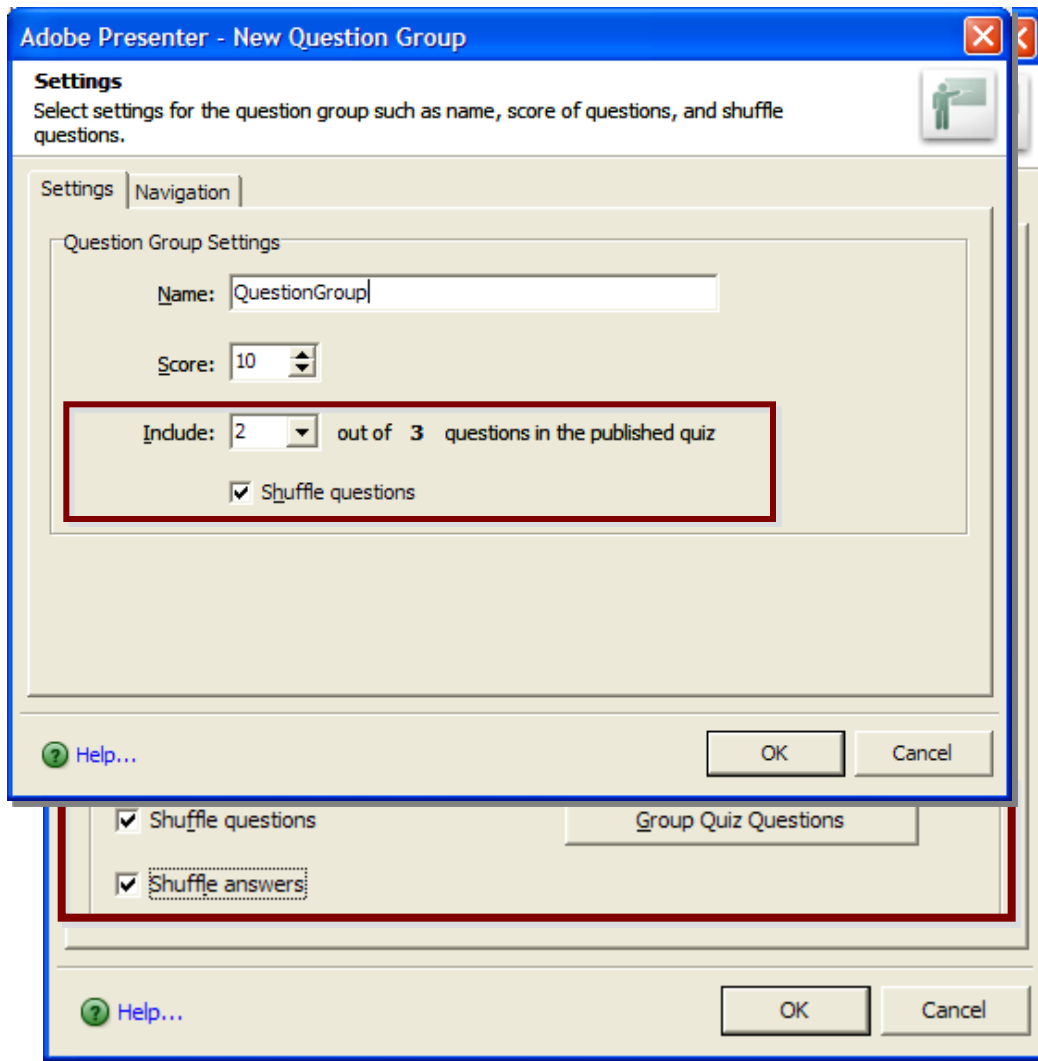 Adobe Presenter - New Question Group
Settings
Select settings for the question group such as name, score of questions, and shuffle
questions.
Settings Navigation
Question Group Settings
Name: QuestionGroup
Score: 10
Include: 2 out of 3 questions in the published quiz
Shuffle questions
Help... OK Cancel
Shuffle questions Group Quiz Questions
Shuffle answers
Help... OK Cancel